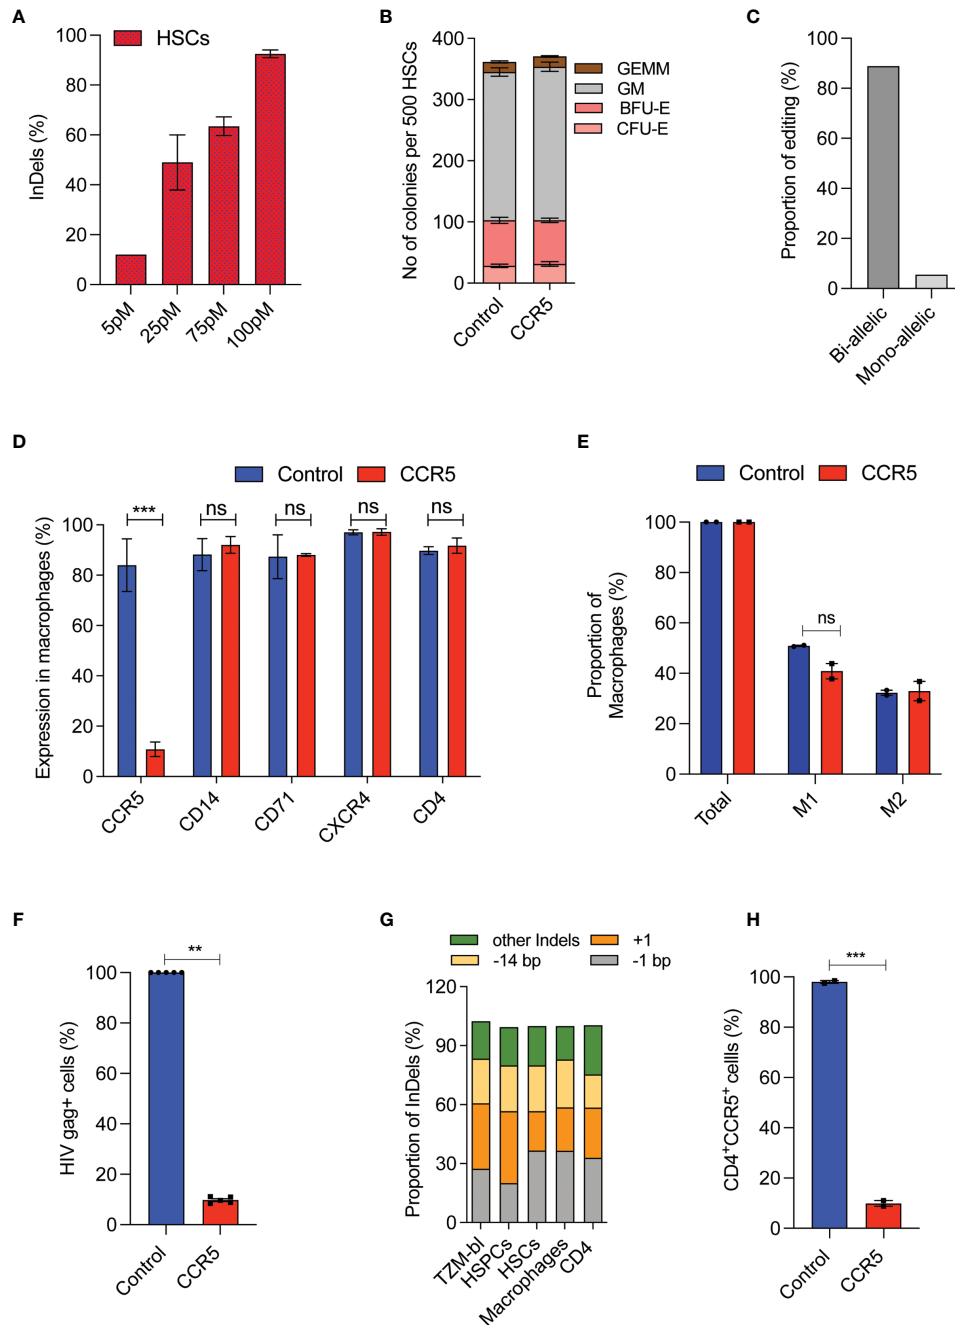 A
HSCs
InDels (%)
100
80
60
40
20
0
5pM
25pM
75pM
100pM
B
GEMM
GM
BFU-E
CFU-E
No of colonies per 500 HSCs
400
300
200
100
0
Control
CCR5
C
Proportion of editing (%)
100
80
60
40
20
0
Bi-allelic
Mono-allelic
D
Control
CCR5
Expression in macrophages (%)
100
80
60
40
20
0
***
ns
ns
ns
ns
CCR5
CD14
CD71
CXCR4
CD4
E
Control
CCR5
Proportion of
Macrophages (%)
100
80
60
40
20
0
ns
Total
M1
M2
F
HIV gag+ cells (%)
100
80
60
40
20
0
**
Control
CCR5
G
other Indels
+1
-14 bp
-1 bp
Proportion of InDels (%)
120
90
60
30
0
TZM-bl
HSPCs
HSCs
Macrophages
CD4
H
CD4+CCR5+ cellls (%)
100
80
60
40
20
0
***
Control
CCR5